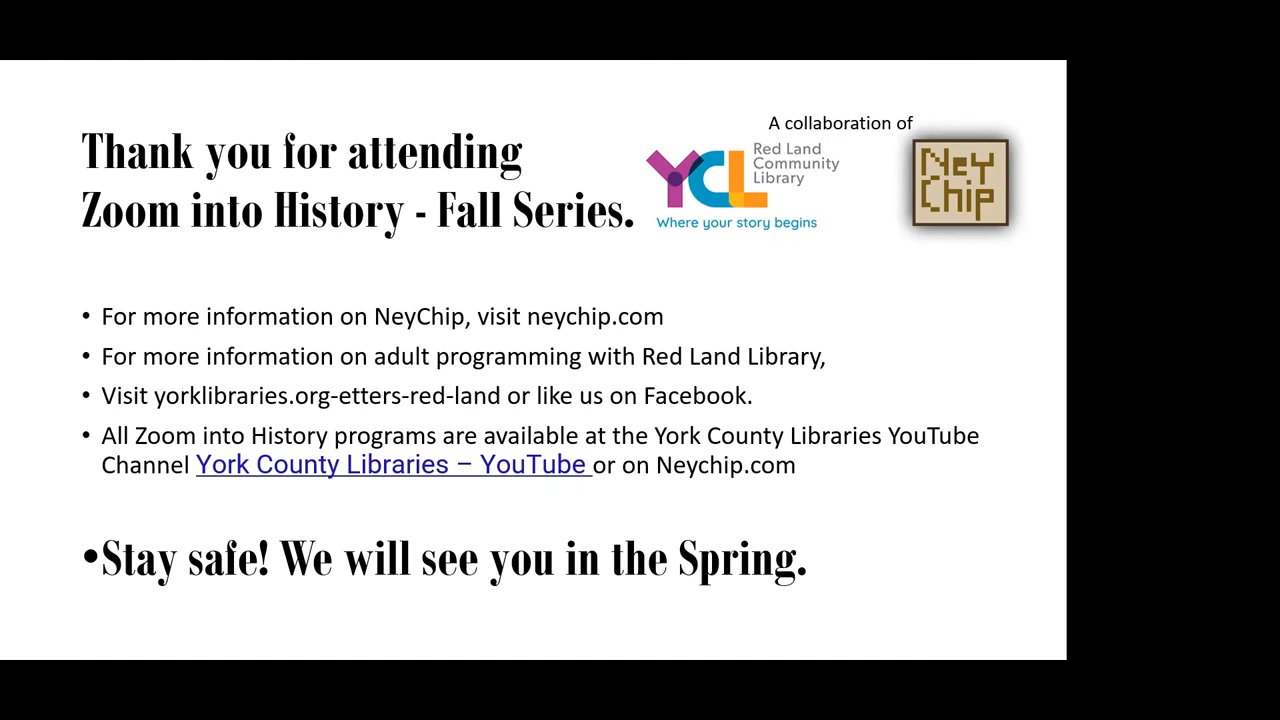 A collaboration of
Thank you for attending
Zoom into History - Fall Series.
YCL
Red Land
Community
Library
Where your story begins
NeY
Chip
• For more information on NeyChip, visit neychip.com
• For more information on adult programming with Red Land Library,
• Visit yorklibraries.org-etters-red-land or like us on Facebook.
• All Zoom into History programs are available at the York County Libraries YouTube
Channel York County Libraries – YouTube or on Neychip.com
•Stay safe! We will see you in the Spring.